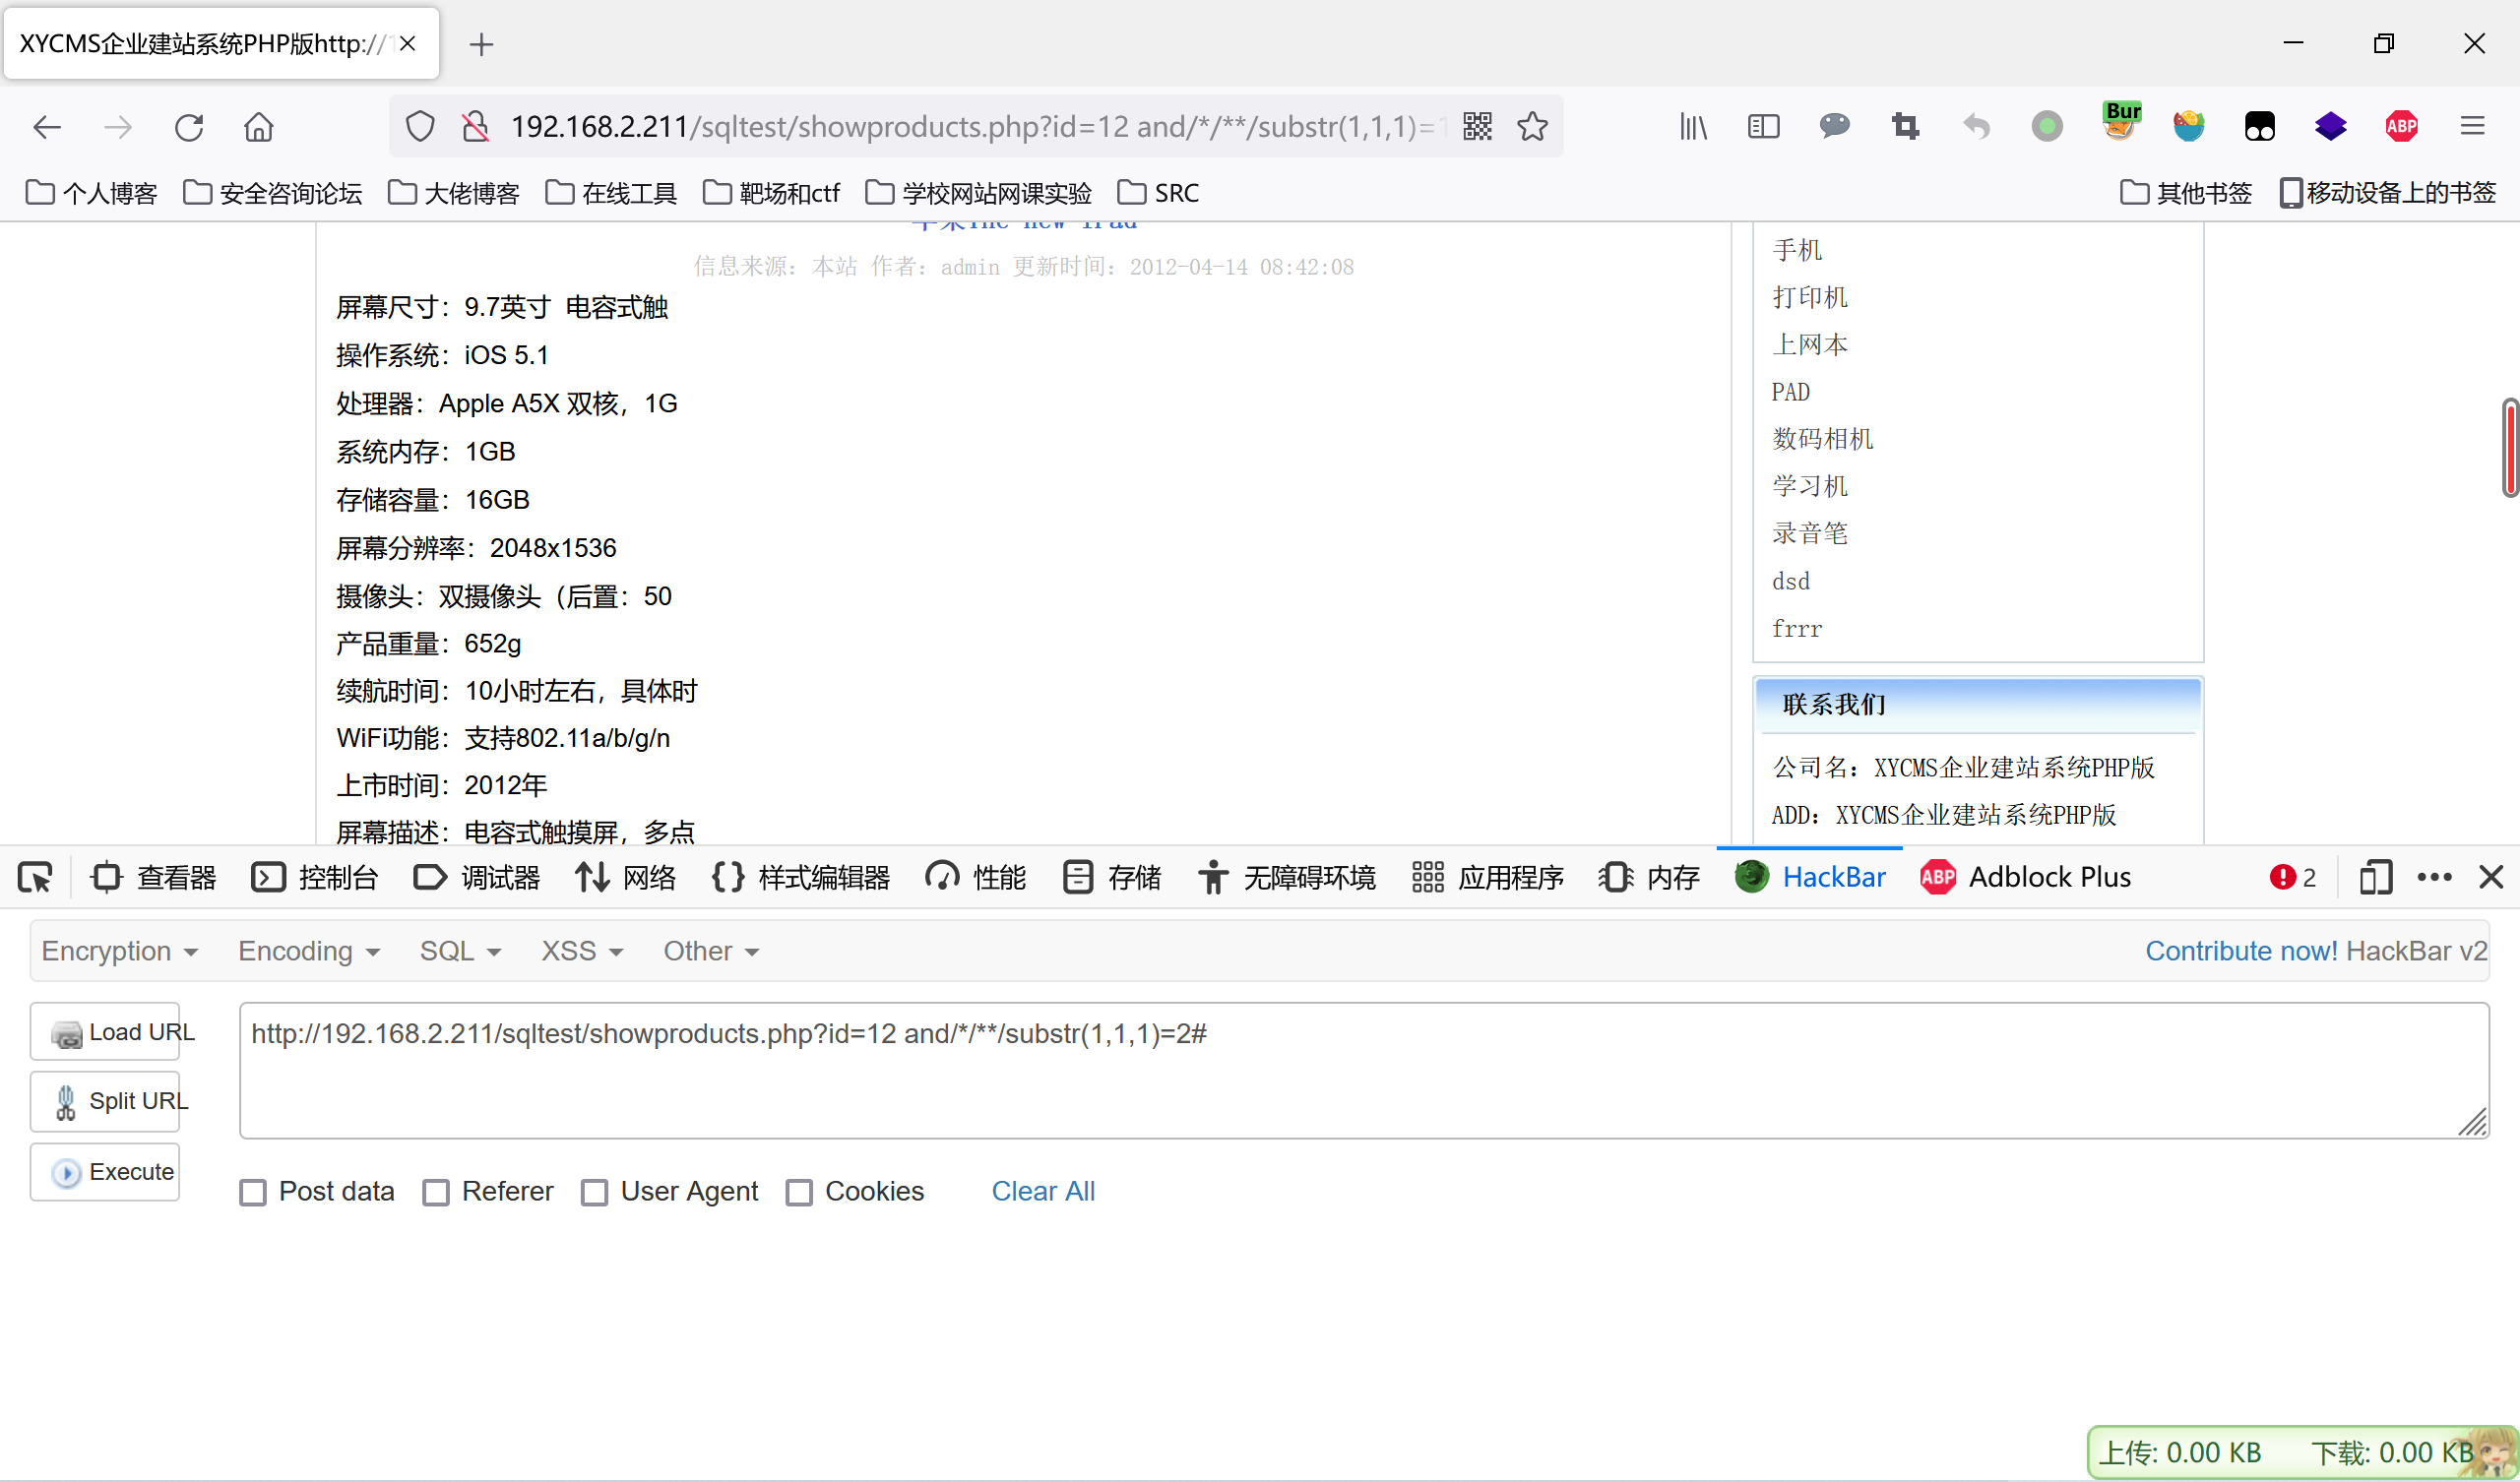 XYCMS企业建站系统PHP版http://1
192.168.2.211/sqltest/showproducts.php?id=12 and/*/**/substr(1,1,1)=1
Bur
ABP
个人博客 安全咨询论坛 大佬博客 在线工具 靶场和ctf 学校网站网课实验 SRC 其他书签 移动设备上的书签
苹果The new iPad
信息来源：本站 作者：admin 更新时间：2012-04-14 08:42:08
屏幕尺寸：9.7英寸 电容式触
操作系统：iOS 5.1
处理器：Apple A5X 双核，1G
系统内存：1GB
存储容量：16GB
屏幕分辨率：2048x1536
摄像头：双摄像头（后置：50
产品重量：652g
续航时间：10小时左右，具体时
WiFi功能：支持802.11a/b/g/n
上市时间：2012年
屏幕描述：电容式触摸屏，多点
手机
打印机
上网本
PAD
数码相机
学习机
录音笔
dsd
frrr
联系我们
公司名：XYCMS企业建站系统PHP版
ADD：XYCMS企业建站系统PHP版
查看器 控制台 调试器 网络 样式编辑器 性能 存储 无障碍环境 应用程序 内存 HackBar ABP Adblock Plus 2
Encryption Encoding SQL XSS Other Contribute now! HackBar v2
Load URL
Split URL
Execute
http://192.168.2.211/sqltest/showproducts.php?id=12 and/*/**/substr(1,1,1)=2#
Post data Referer User Agent Cookies Clear All
上传: 0.00 KB 下载: 0.00 KB